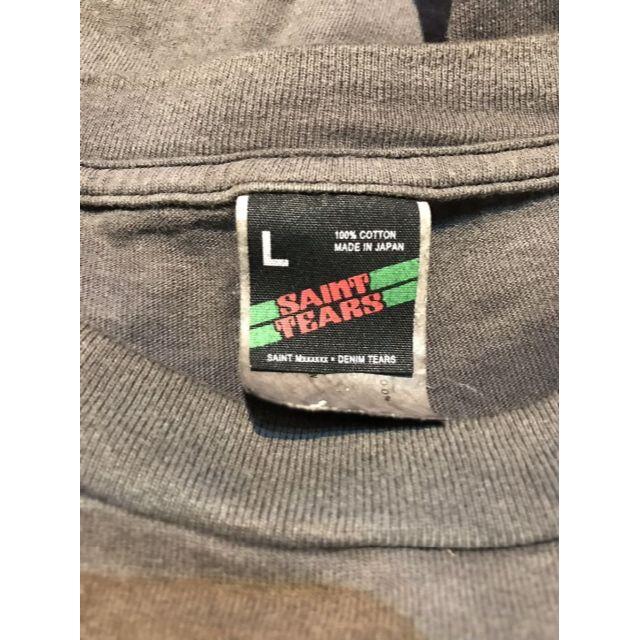 L
100% COTTON
MADE IN JAPAN
SAINT
TEARS
SAINT Mxxxxxx × DENIM TEARS